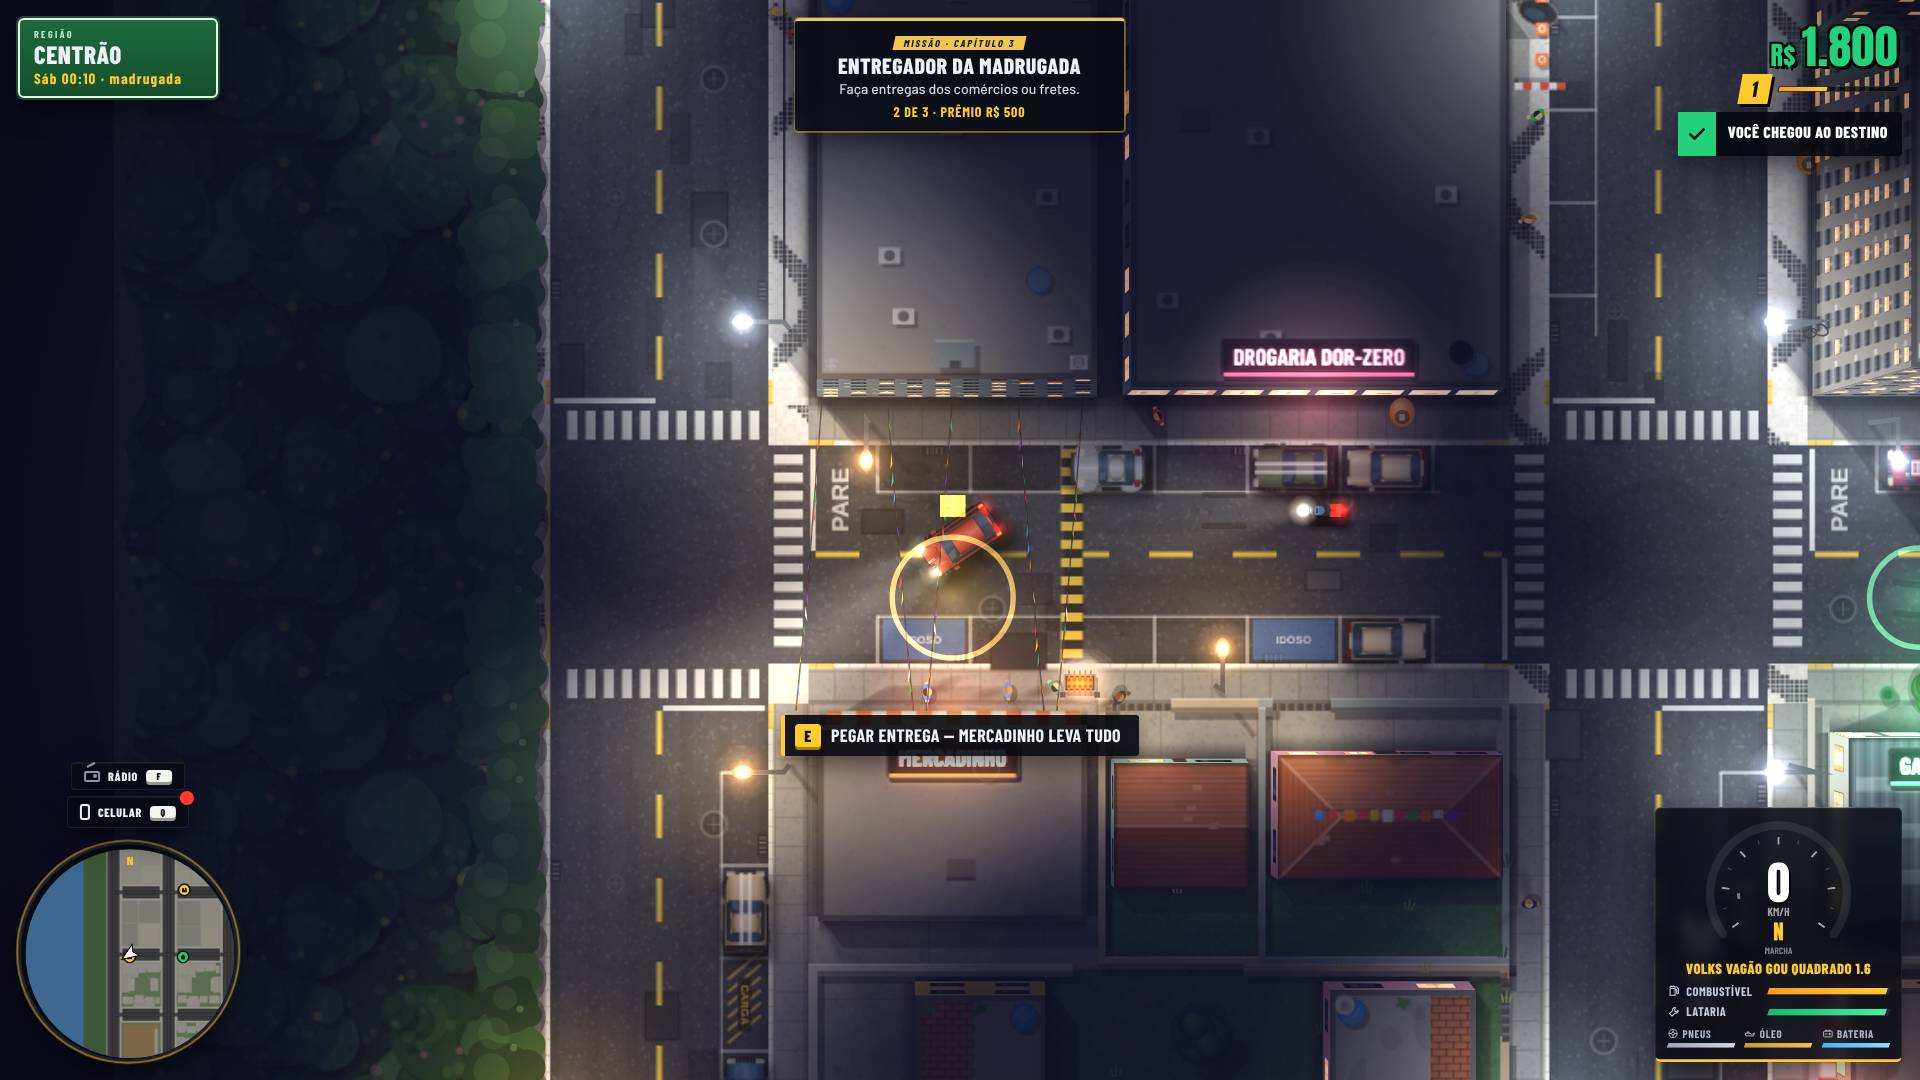 REGIÃO
CENTRÃO
Sáb 00:10 · madrugada
MISSÃO · CAPÍTULO 3
ENTREGADOR DA MADRUGADA
Faça entregas dos comércios ou fretes.
2 DE 3 · PRÊMIO R$ 500
R$ 1.800
1
VOCÊ CHEGOU AO DESTINO
DROGARIA DOR-ZERO
PARE
PARE
IDOSO
IDOSO
E PEGAR ENTREGA — MERCADINHO LEVA TUDO
MERCADINHO
RÁDIO F
CELULAR Q
N
M
CARGA
GA
0
KM/H
N
MARCHA
VOLKS VAGÃO GOU QUADRADO 1.6
COMBUSTÍVEL
LATARIA
PNEUS ÓLEO BATERIA